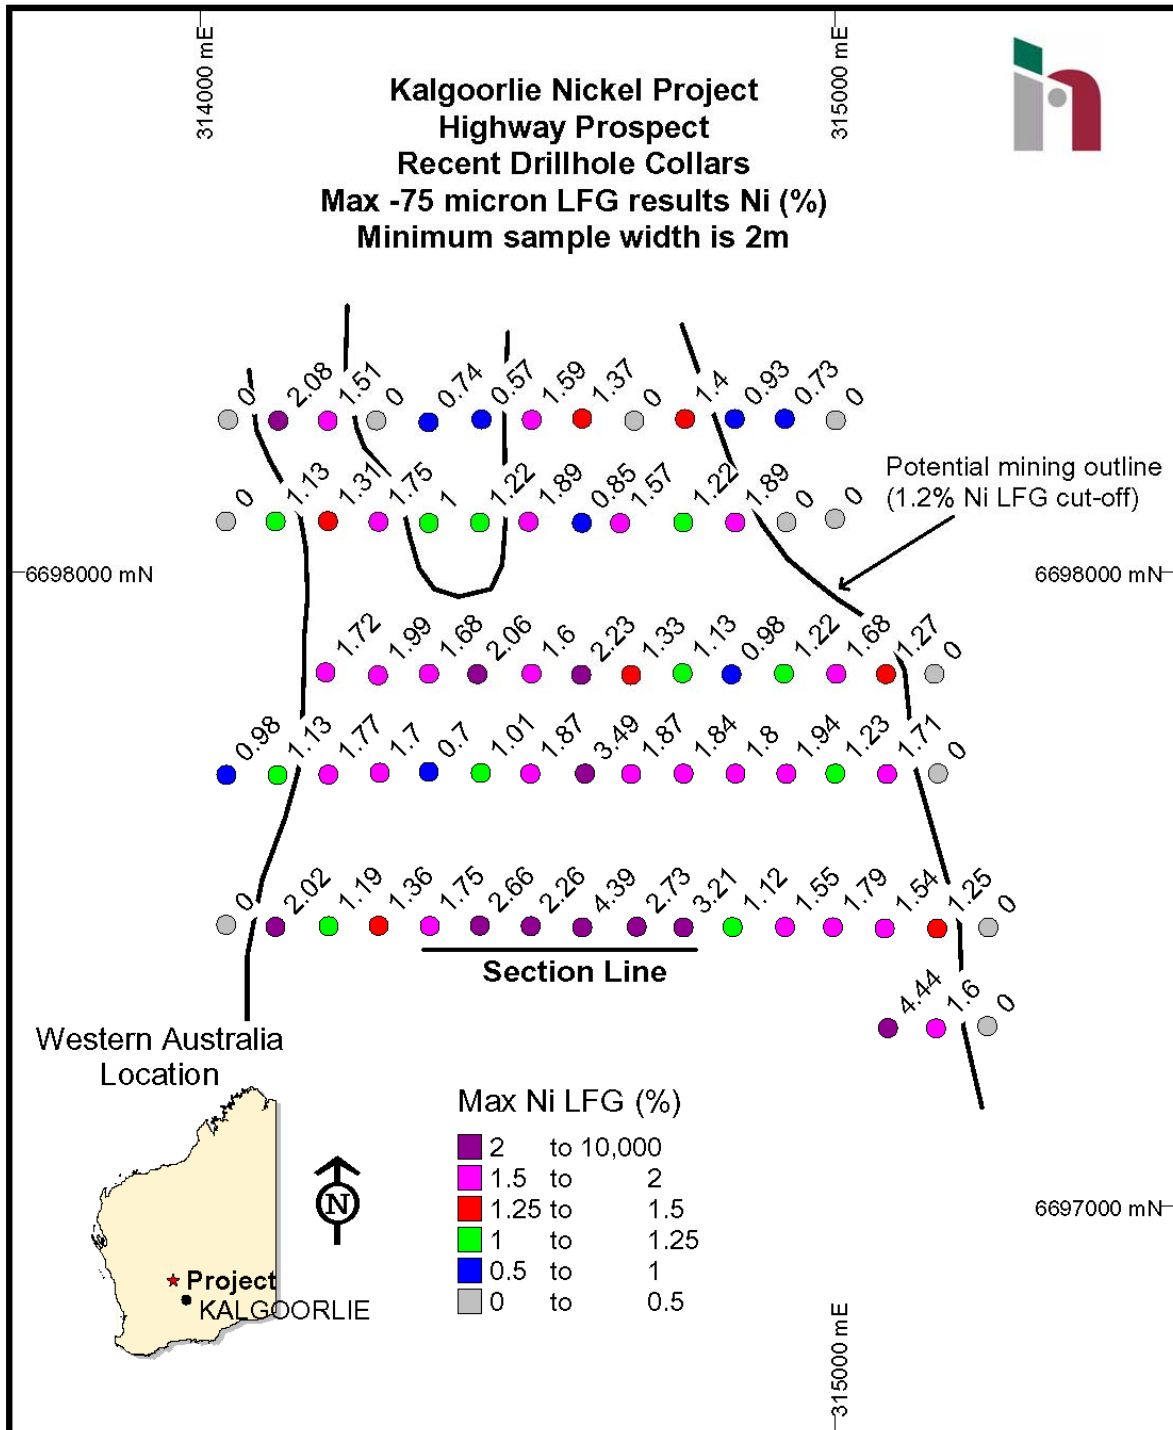 314000 mE
315000 mE
Kalgoorlie Nickel Project
Highway Prospect
Recent Drillhole Collars
Max -75 micron LFG results Ni (%)
Minimum sample width is 2m
0 2.08 1.51 0 0.74 0.57 1.59 1.37 0 1.4 0.93 0.73 0
0 1.13 1.31 1.75 1 1.22 1.89 0.85 1.57 1.22 1.89 0 0
Potential mining outline
(1.2% Ni LFG cut-off)
6698000 mN
6698000 mN
1.72 1.99 1.68 2.06 1.6 2.23 1.33 1.13 0.98 1.22 1.68 1.27 0
0.98 1.13 1.77 1.7 0.7 1.01 1.87 3.49 1.87 1.84 1.8 1.94 1.23 1.71 0
0 2.02 1.19 1.36 1.75 2.66 2.26 4.39 2.73 3.21 1.12 1.55 1.79 1.54 1.25 0
Section Line
4.44 1.6 0
Western Australia
Location
Project
KALGOORLIE
N
Max Ni LFG (%)
2 to 10,000
1.5 to 2
1.25 to 1.5
1 to 1.25
0.5 to 1
0 to 0.5
6697000 mN
315000 mE